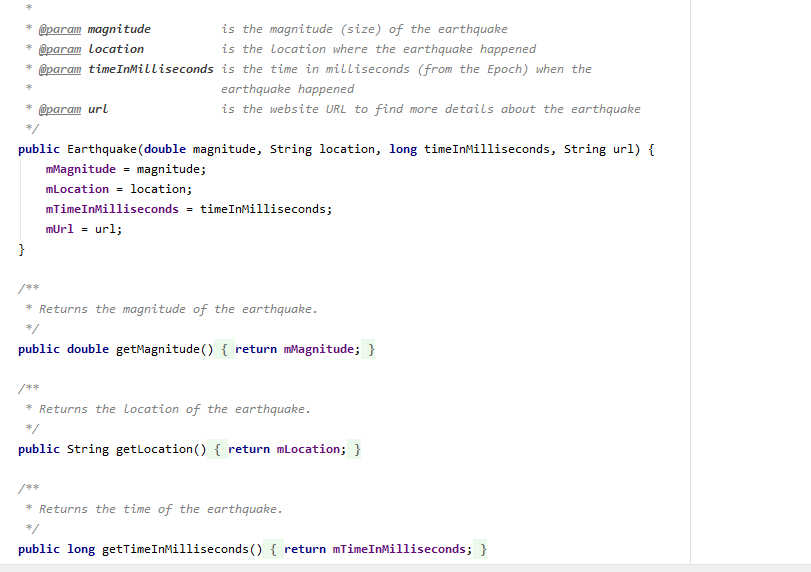 *
* @param magnitude is the magnitude (size) of the earthquake
* @param location is the location where the earthquake happened
* @param timeInMilliseconds is the time in milliseconds (from the Epoch) when the
* earthquake happened
* @param url is the website URL to find more details about the earthquake
*/
public Earthquake(double magnitude, String location, long timeInMilliseconds, String url) {
mMagnitude = magnitude;
mLocation = location;
mTimeInMilliseconds = timeInMilliseconds;
mUrl = url;
}
/**
* Returns the magnitude of the earthquake.
*/
public double getMagnitude() { return mMagnitude; }
/**
* Returns the location of the earthquake.
*/
public String getLocation() { return mLocation; }
/**
* Returns the time of the earthquake.
*/
public long getTimeInMilliseconds() { return mTimeInMilliseconds; }